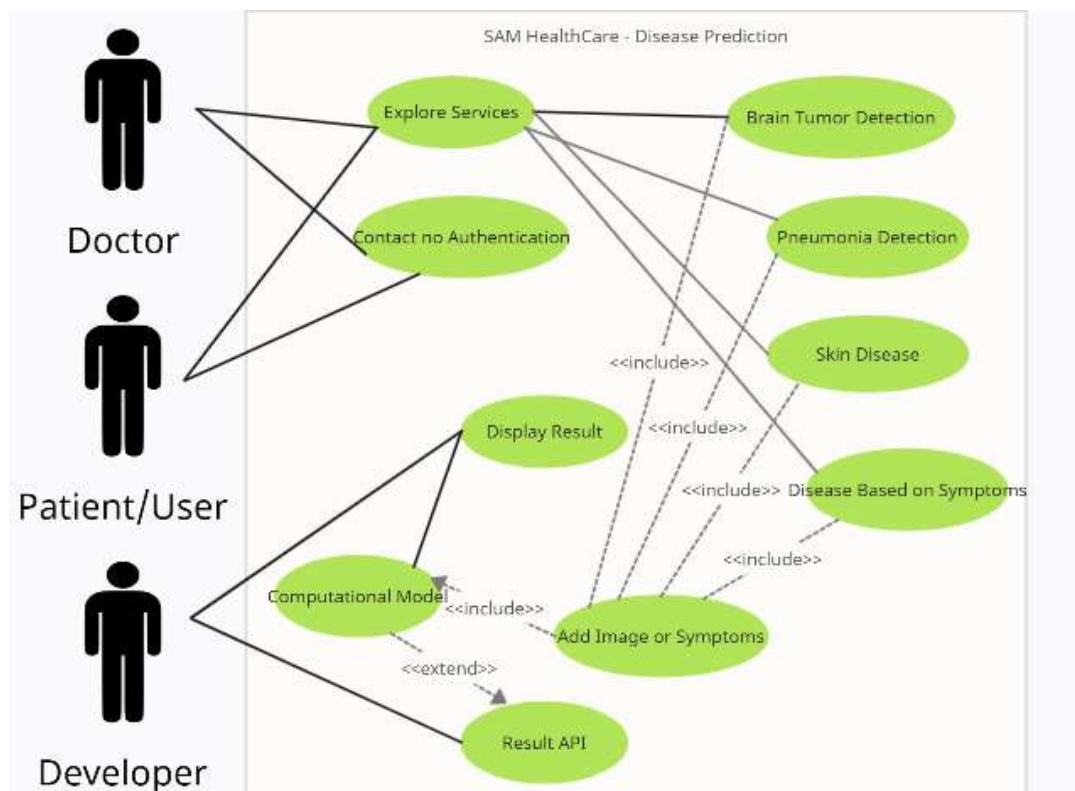 SAM HealthCare - Disease Prediction
Explore Services
Brain Tumor Detection
Doctor
Contact no Authentication
Pneumonia Detection
Skin Disease
<<include>>
<<include>>
Display Result
Patient/User
<<include>>
Disease Based on Symptoms
<<include>>
Computational Model
<<include>>
Add Image or Symptoms
<<extend>>
Result API
Developer